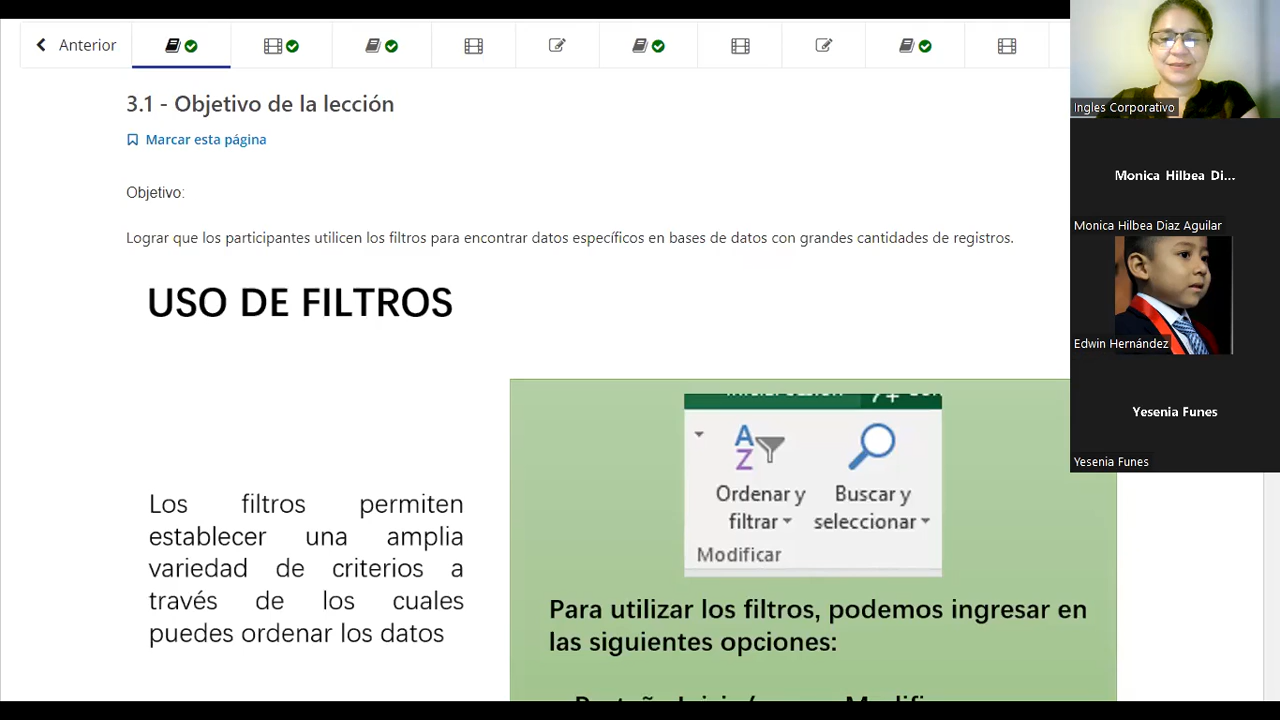 Anterior
3.1 - Objetivo de la lección
Marcar esta página
Objetivo:
Lograr que los participantes utilicen los filtros para encontrar datos específicos en bases de datos con grandes cantidades de registros.
USO DE FILTROS
Los filtros permiten
establecer una amplia
variedad de criterios a
través de los cuales
puedes ordenar los datos
A
Z
Ordenar y
filtrar
Buscar y
seleccionar
Modificar
Para utilizar los filtros, podemos ingresar en
las siguientes opciones:
Ingles Corporativo
Monica Hilbea Di...
Monica Hilbea Diaz Aguilar
Edwin Hernández
Yesenia Funes
Yesenia Funes